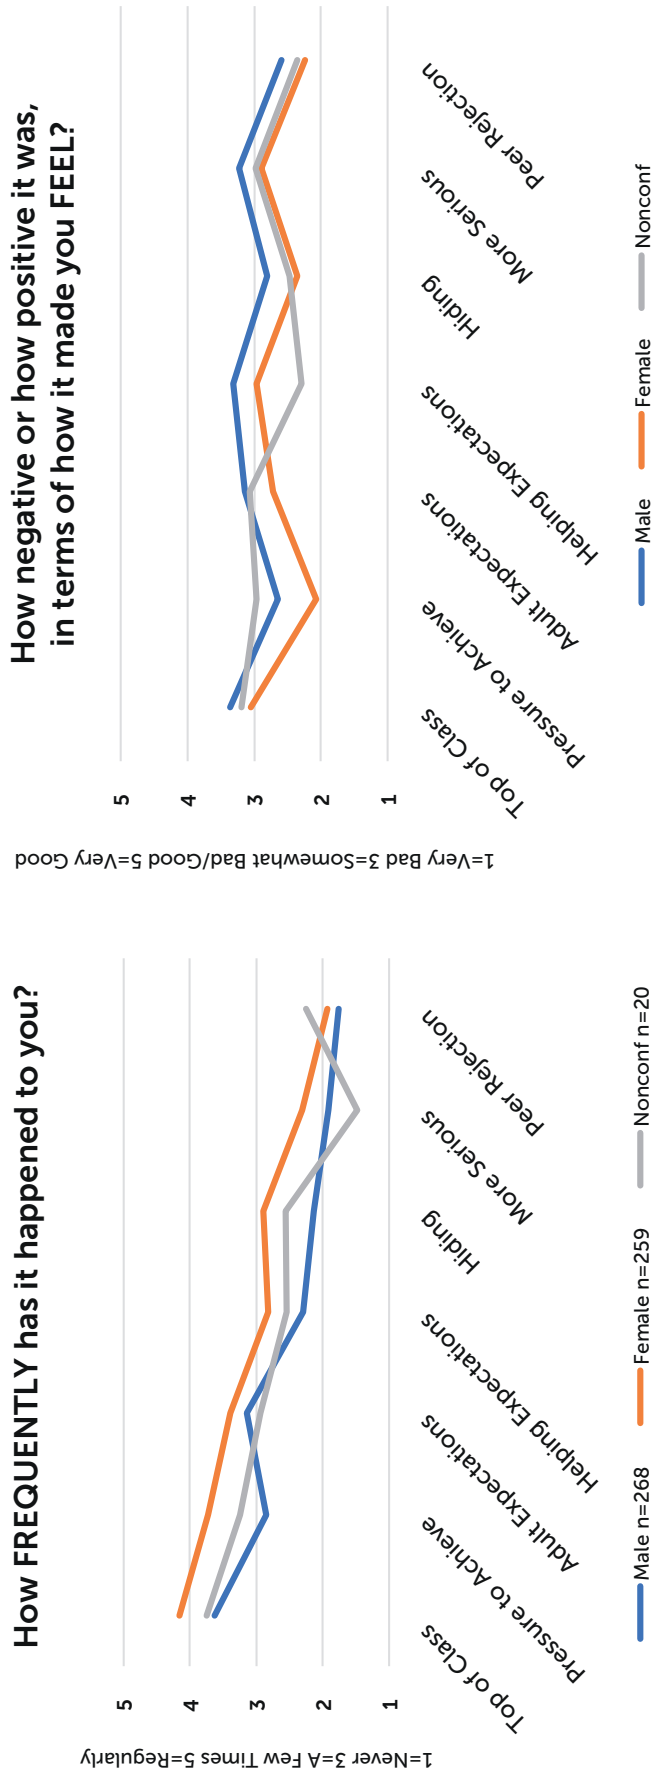 How FREQUENTLY has it happened to you?
1=Never 3=A Few Times 5=Regularly
5
4
3
2
1
Top of Class
Pressure to Achieve
Adult Expectations
Helping Expectations
Hiding
More Serious
Peer Rejection
Male n=268
Female n=259
Nonconf n=20
How negative or how positive it was,
in terms of how it made you FEEL?
1=Very Bad 3=Somewhat Bad/Good 5=Very Good
5
4
3
2
1
Top of Class
Pressure to Achieve
Adult Expectations
Helping Expectations
Hiding
More Serious
Peer Rejection
Male
Female
Nonconf